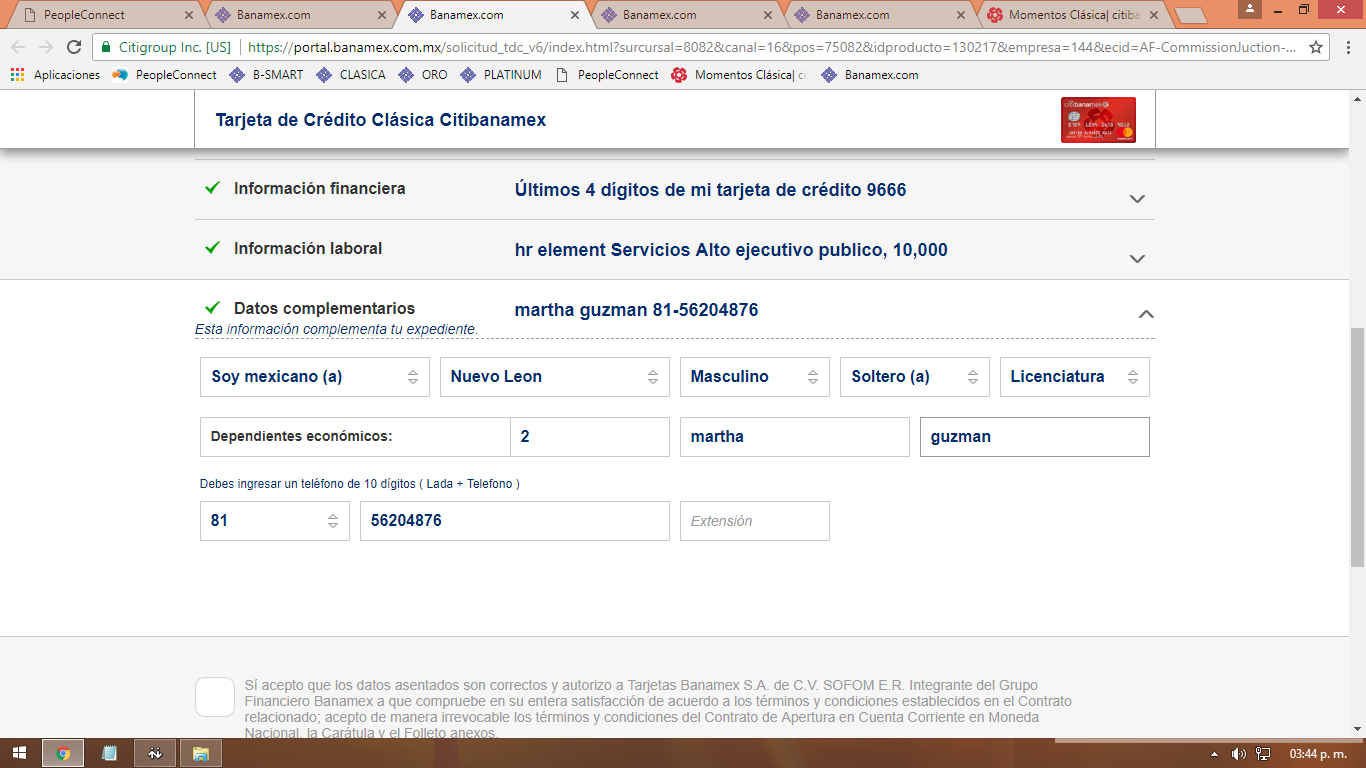 PeopleConnect Banamex.com Banamex.com Banamex.com Banamex.com Momentos Clásica| citiba
Citigroup Inc. [US] https://portal.banamex.com.mx/solicitud_tdc_v6/index.html?surcursal=8082&canal=16&pos=75082&idproducto=130217&empresa=144&ecid=AF-CommissionJuction-...
Aplicaciones PeopleConnect B-SMART CLASICA ORO PLATINUM PeopleConnect Momentos Clásica| ci Banamex.com
Tarjeta de Crédito Clásica Citibanamex
citibanamex
Información financiera Últimos 4 dígitos de mi tarjeta de crédito 9666
Información laboral hr element Servicios Alto ejecutivo publico, 10,000
Datos complementarios martha guzman 81-56204876
Esta información complementa tu expediente.
Soy mexicano (a) Nuevo Leon Masculino Soltero (a) Licenciatura
Dependientes económicos: 2 martha guzman
Debes ingresar un teléfono de 10 dígitos ( Lada + Telefono )
81 56204876 Extensión
Sí acepto que los datos asentados son correctos y autorizo a Tarjetas Banamex S.A. de C.V. SOFOM E.R. Integrante del Grupo
Financiero Banamex a que compruebe en su entera satisfacción de acuerdo a los términos y condiciones establecidos en el Contrato
relacionado; acepto de manera irrevocable los términos y condiciones del Contrato de Apertura en Cuenta Corriente en Moneda
Nacional, la Carátula y el Folleto anexos.
03:44 p. m.